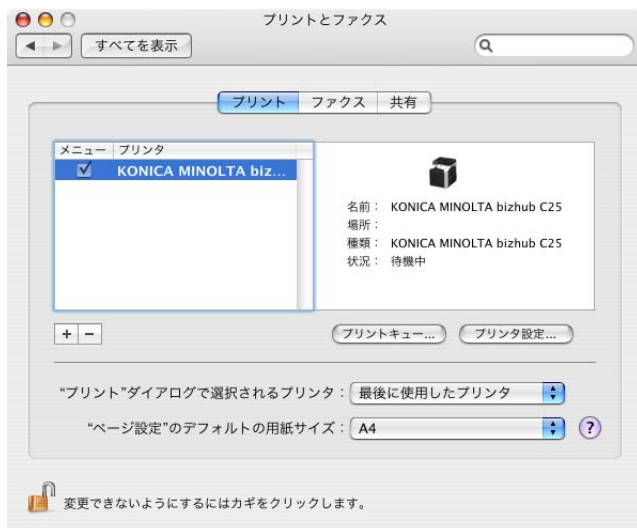 プリントとファクス
すべてを表示
プリント ファクス 共有
メニュー プリンタ
KONICA MINOLTA biz...
名前： KONICA MINOLTA bizhub C25
場所：
種類： KONICA MINOLTA bizhub C25
状況： 待機中
+ −
プリントキュー... プリンタ設定...
“プリント”ダイアログで選択されるプリンタ： 最後に使用したプリンタ
“ページ設定”のデフォルトの用紙サイズ： A4 ?
変更できないようにするにはカギをクリックします。